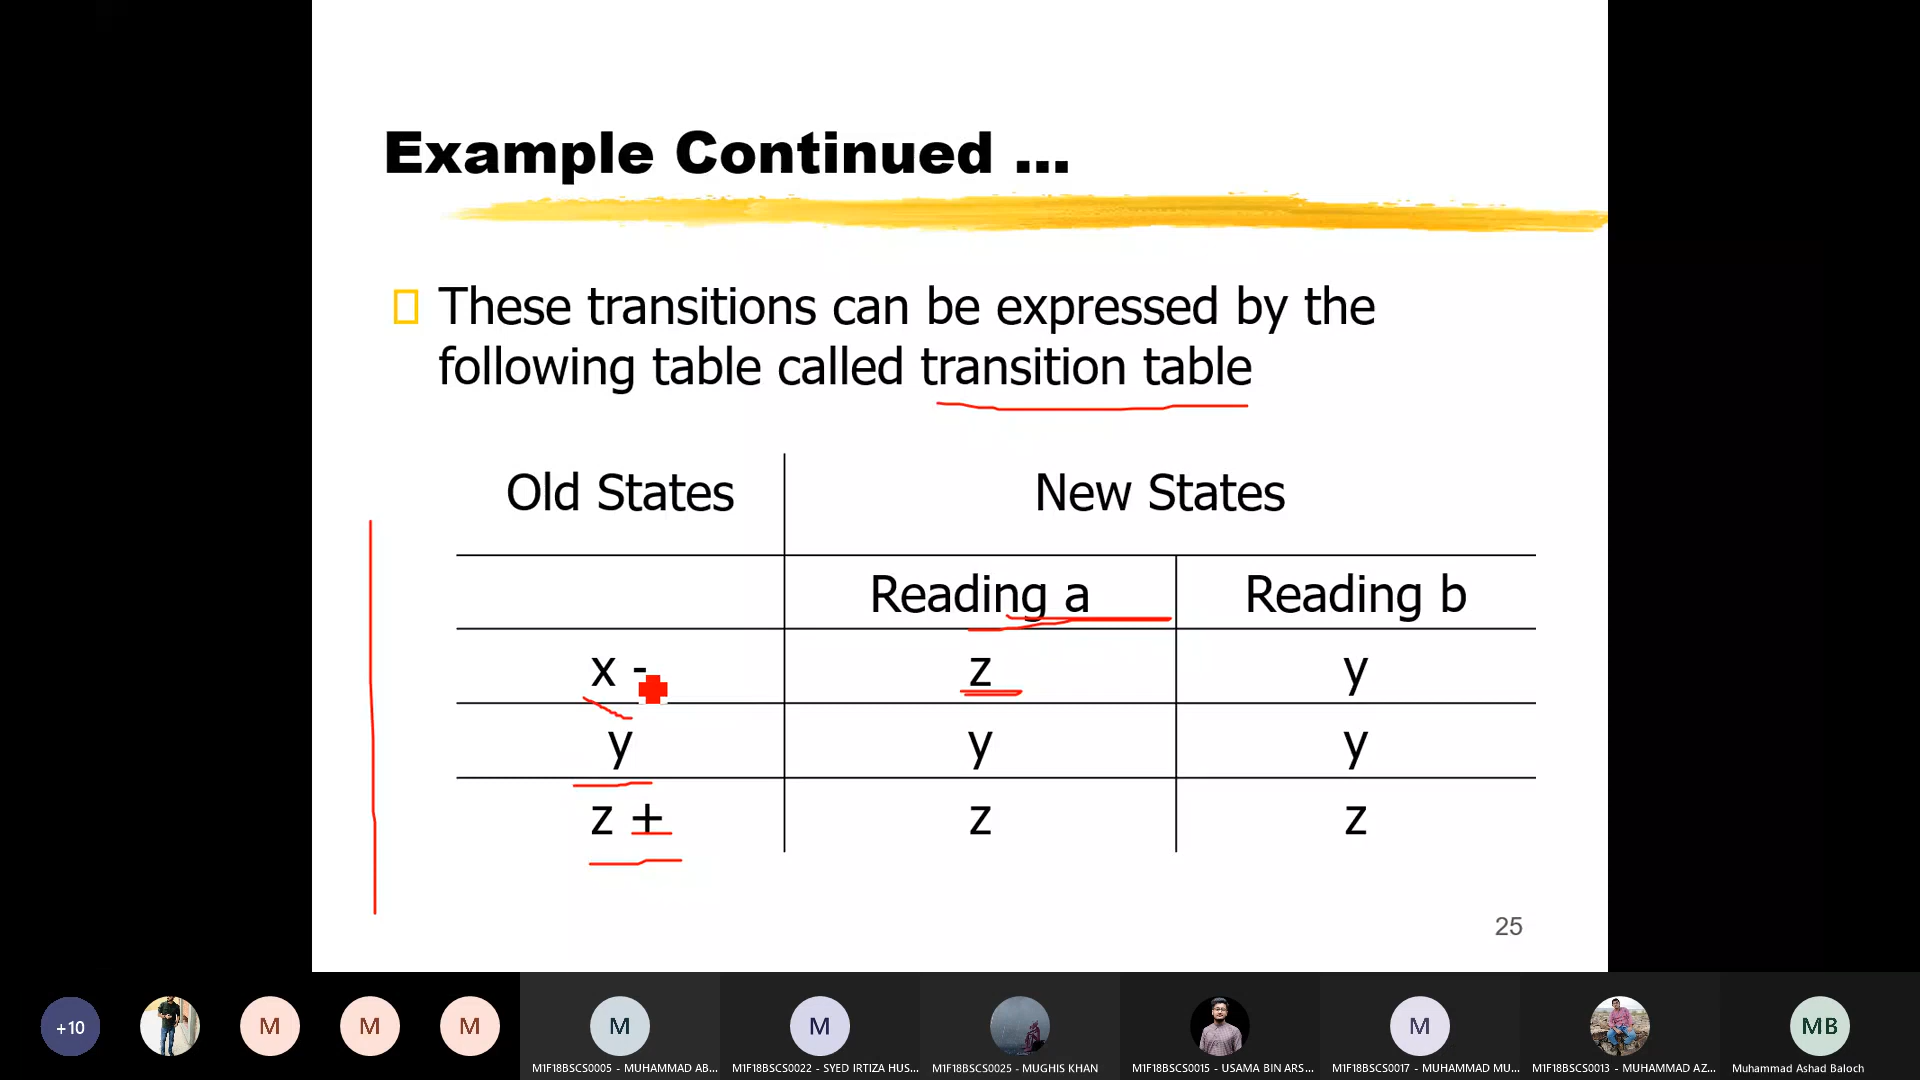 Example Continued ...
These transitions can be expressed by the
following table called transition table
Old States New States
Reading a Reading b
x - z y
y y y
z + z z
25
+10 M M M M M M MB
M1F18BSCS0005 - MUHAMMAD AB... M1F18BSCS0022 - SYED IRTIZA HUS... M1F18BSCS0025 - MUGHIS KHAN M1F18BSCS0015 - USAMA BIN ARS... M1F18BSCS0017 - MUHAMMAD MU... M1F18BSCS0013 - MUHAMMAD AZ... Muhammad Ashad Baloch